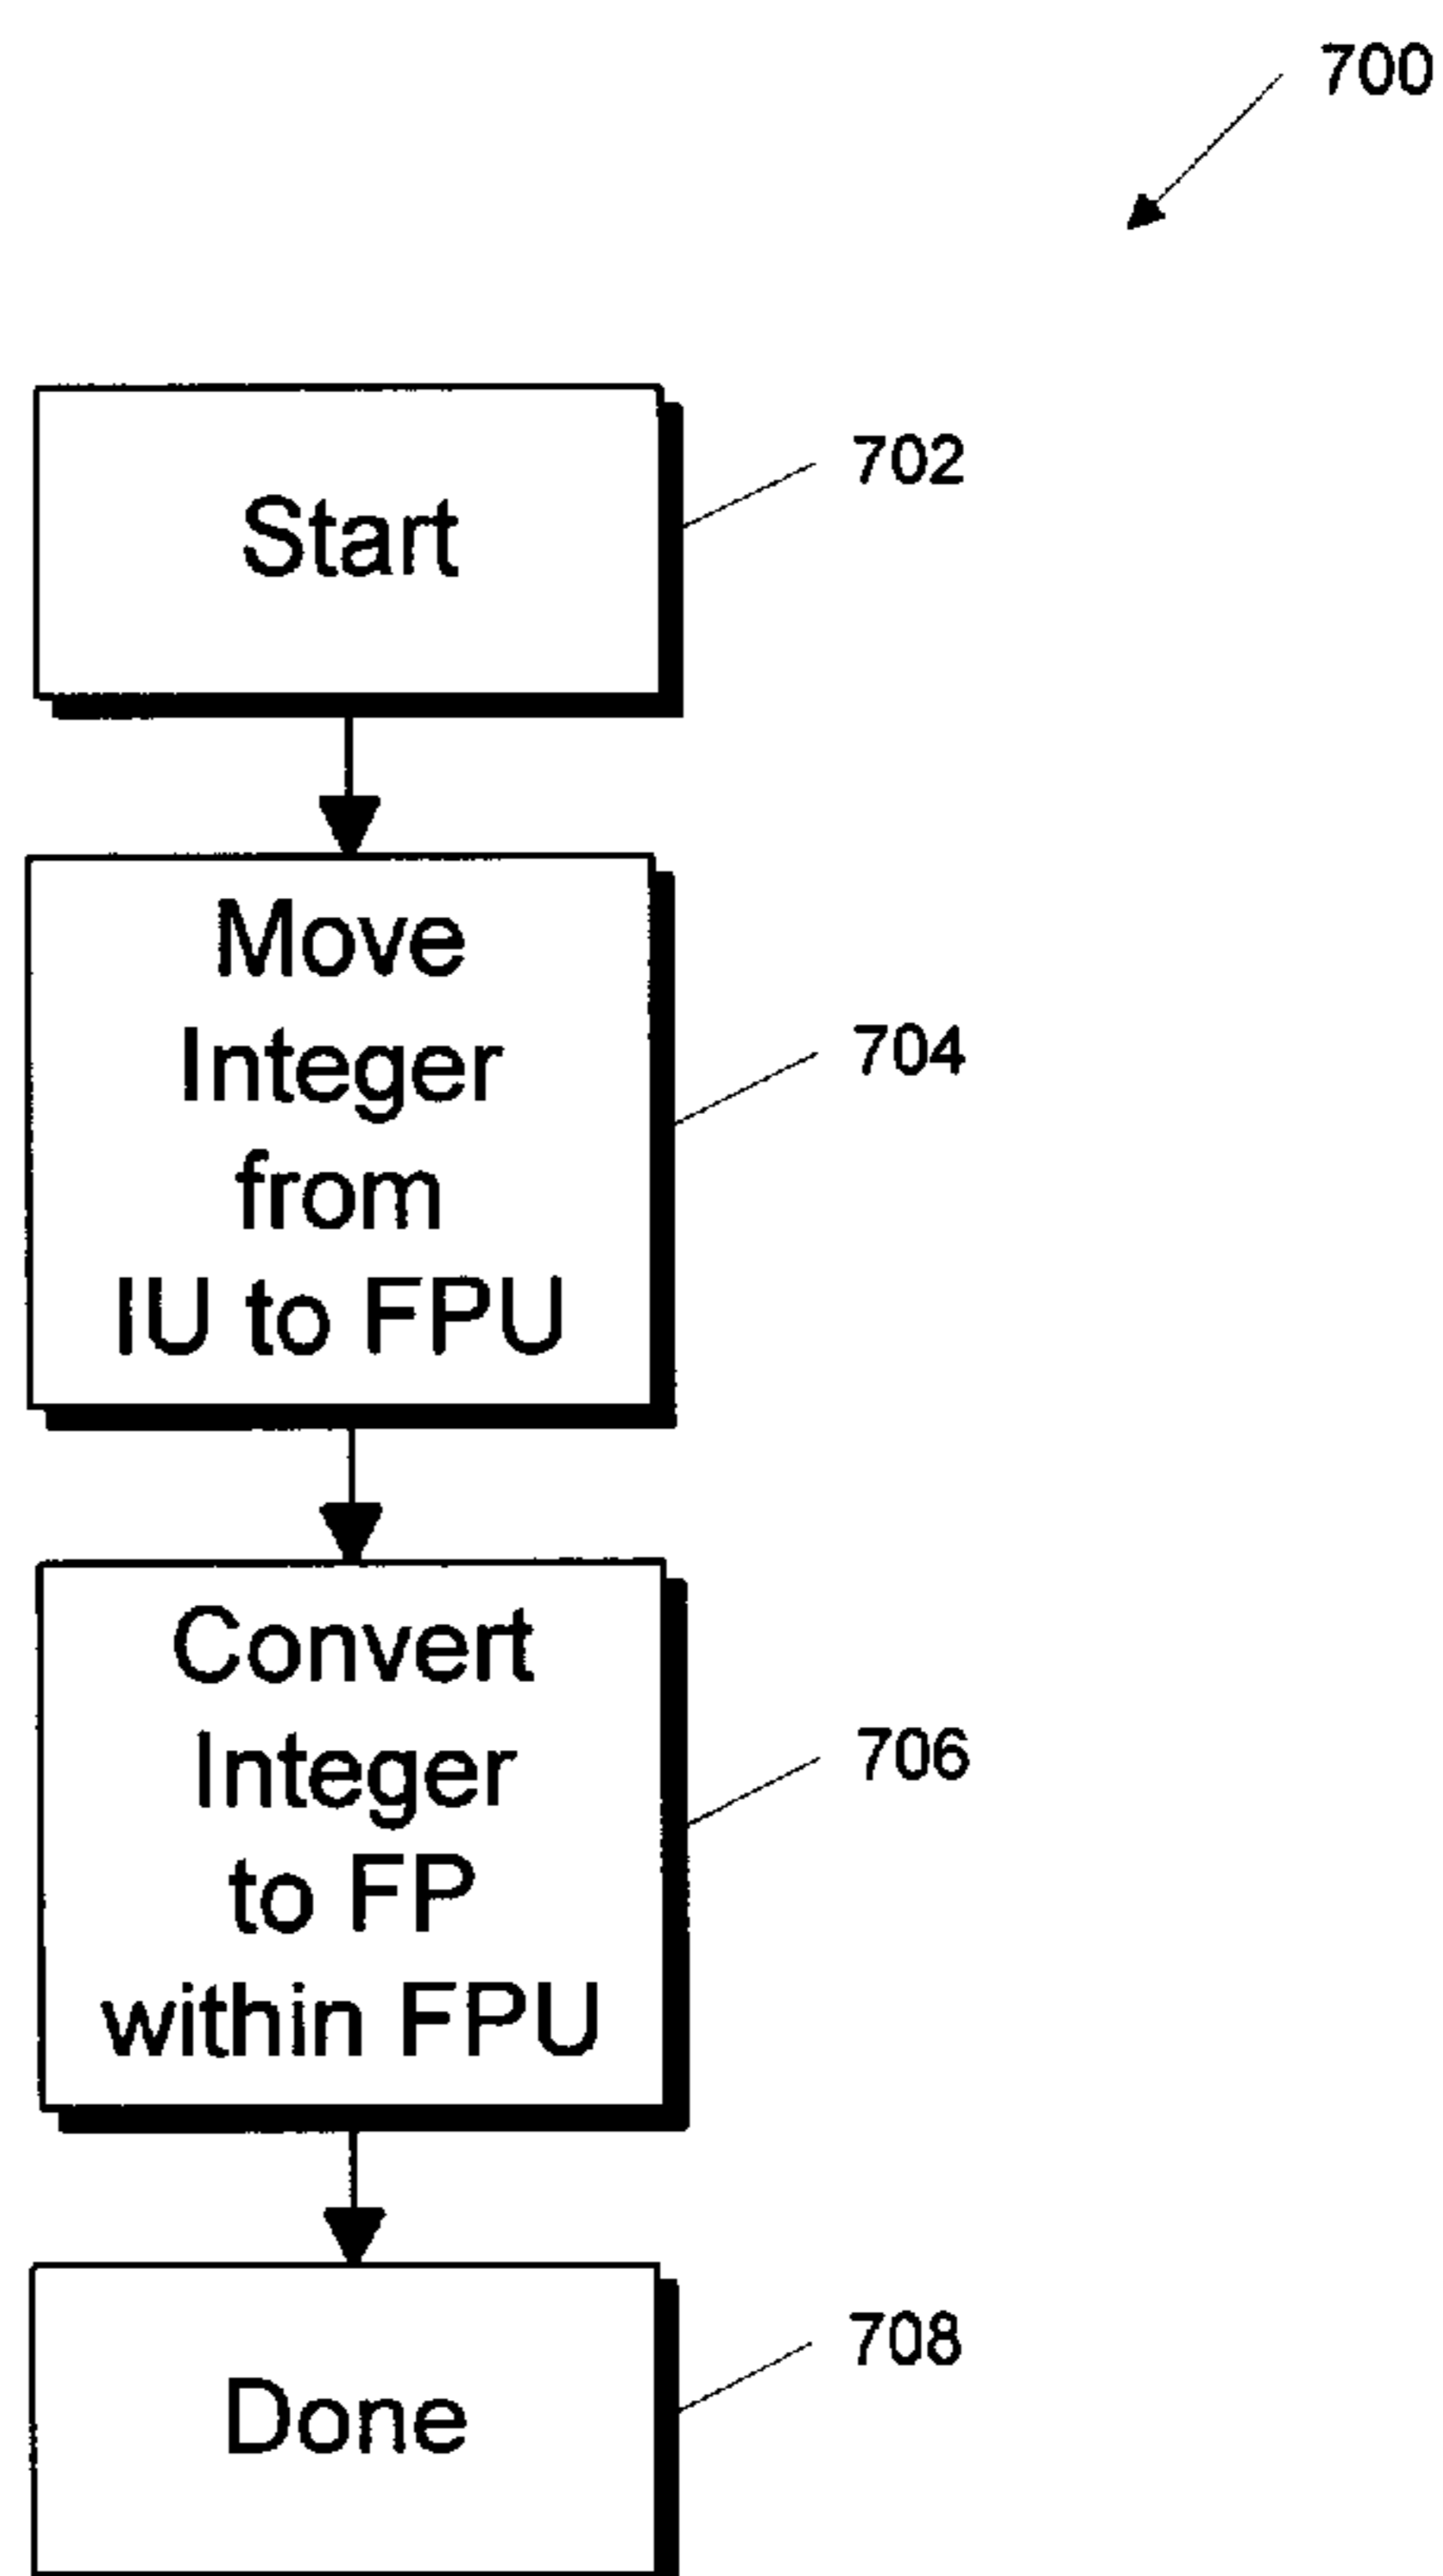 700
Start
702
Move
Integer
from
IU to FPU
704
Convert
Integer
to FP
within FPU
706
Done
708